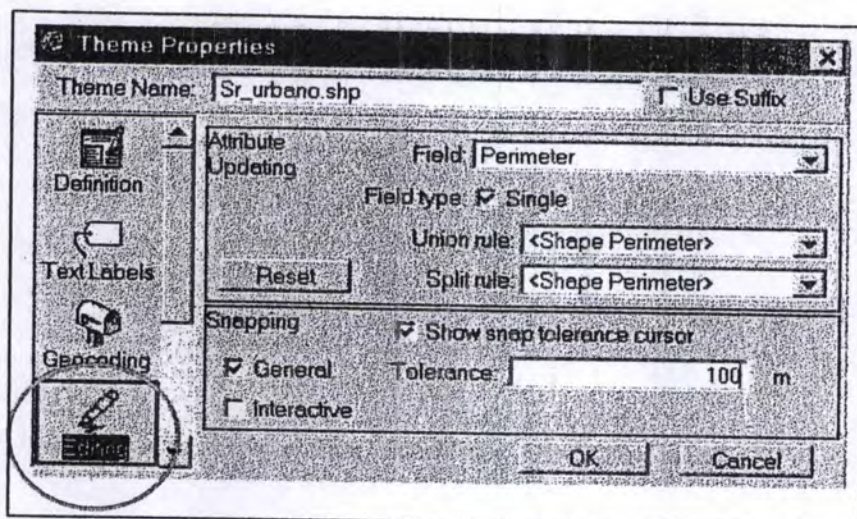 Theme Properties
Theme Name: Sr_urbano.shp Use Suffix
Definition
Text Labels
Geocoding
Editing
Attribute
Updating
Field: Perimeter
Field type: Single
Union rule: <Shape Perimeter>
Reset
Split rule: <Shape Perimeter>
Snapping
Show snap tolerance cursor
General
Tolerance: 100 m
Interactive
OK Cancel